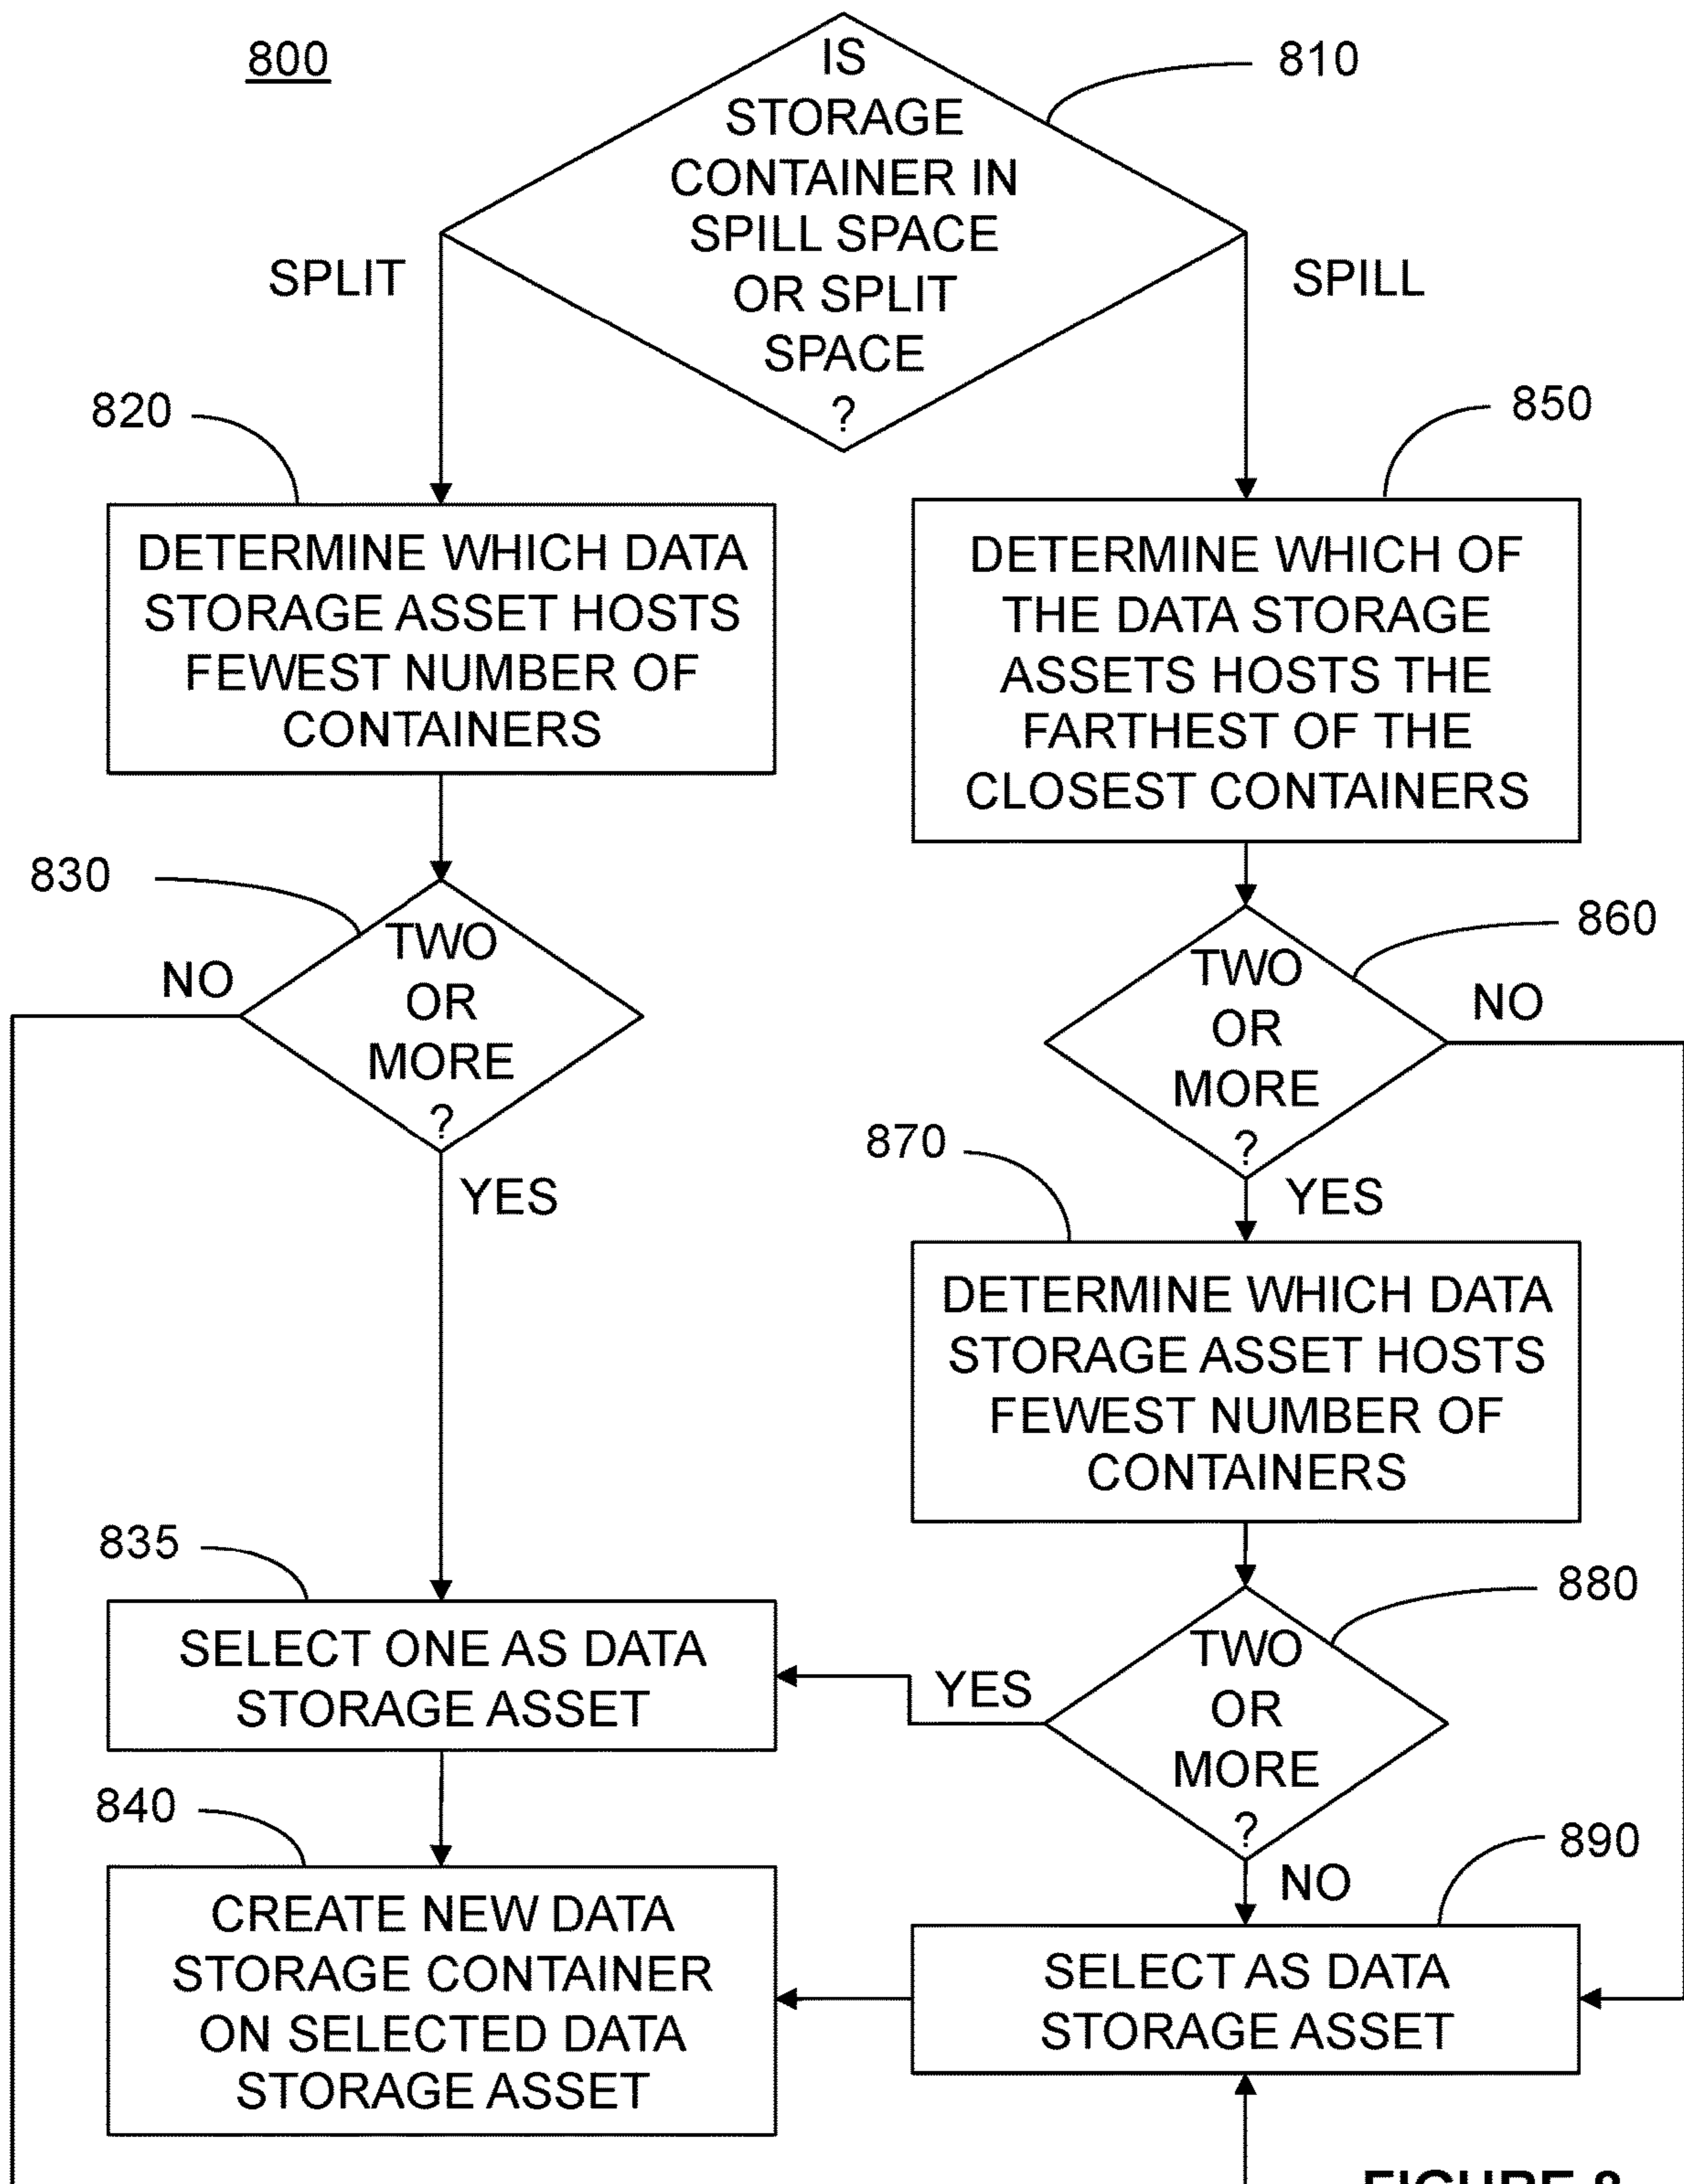 800
IS
STORAGE
CONTAINER IN
SPILL SPACE
OR SPLIT
SPACE
?
810
SPLIT
SPILL
820
DETERMINE WHICH DATA
STORAGE ASSET HOSTS
FEWEST NUMBER OF
CONTAINERS
850
DETERMINE WHICH OF
THE DATA STORAGE
ASSETS HOSTS THE
FARTHEST OF THE
CLOSEST CONTAINERS
830
TWO
OR
MORE
?
NO
YES
860
TWO
OR
MORE
?
NO
YES
870
DETERMINE WHICH DATA
STORAGE ASSET HOSTS
FEWEST NUMBER OF
CONTAINERS
835
SELECT ONE AS DATA
STORAGE ASSET
880
TWO
OR
MORE
?
YES
NO
840
CREATE NEW DATA
STORAGE CONTAINER
ON SELECTED DATA
STORAGE ASSET
890
SELECT AS DATA
STORAGE ASSET
FIGURE 8